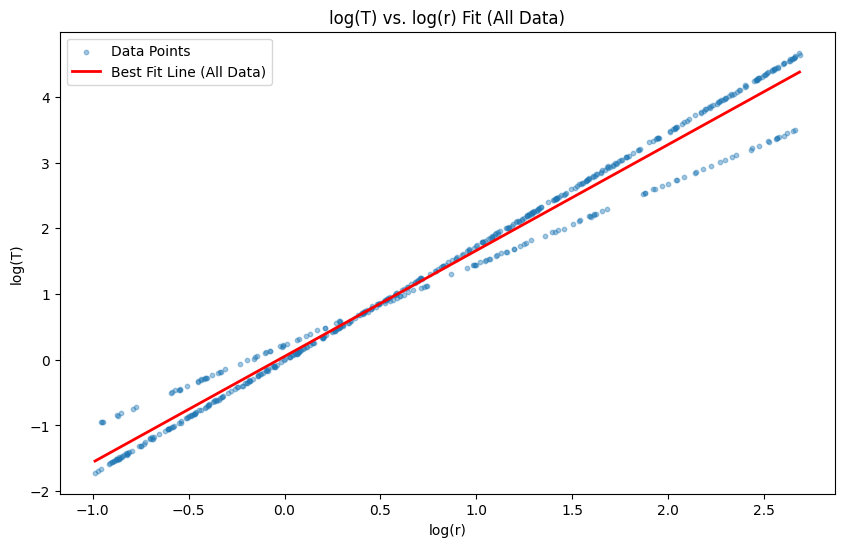 log(T) vs. log(r) Fit (All Data)
Data Points
Best Fit Line (All Data)
log(T)
4
3
2
1
0
−1
−2
−1.0 −0.5 0.0 0.5 1.0 1.5 2.0 2.5
log(r)